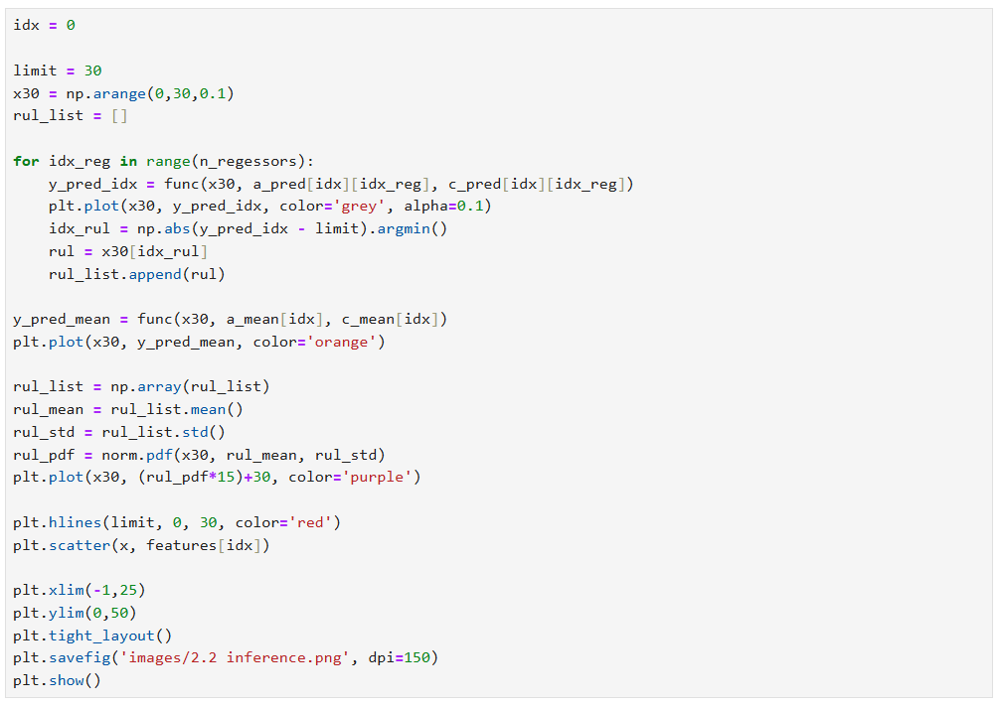 idx = 0
limit = 30
x30 = np.arange(0,30,0.1)
rul_list = []
for idx_reg in range(n_regessors):
    y_pred_idx = func(x30, a_pred[idx][idx_reg], c_pred[idx][idx_reg])
    plt.plot(x30, y_pred_idx, color='grey', alpha=0.1)
    idx_rul = np.abs(y_pred_idx - limit).argmin()
    rul = x30[idx_rul]
    rul_list.append(rul)
y_pred_mean = func(x30, a_mean[idx], c_mean[idx])
plt.plot(x30, y_pred_mean, color='orange')
rul_list = np.array(rul_list)
rul_mean = rul_list.mean()
rul_std = rul_list.std()
rul_pdf = norm.pdf(x30, rul_mean, rul_std)
plt.plot(x30, (rul_pdf*15)+30, color='purple')
plt.hlines(limit, 0, 30, color='red')
plt.scatter(x, features[idx])
plt.xlim(-1,25)
plt.ylim(0,50)
plt.tight_layout()
plt.savefig('images/2.2 inference.png', dpi=150)
plt.show()